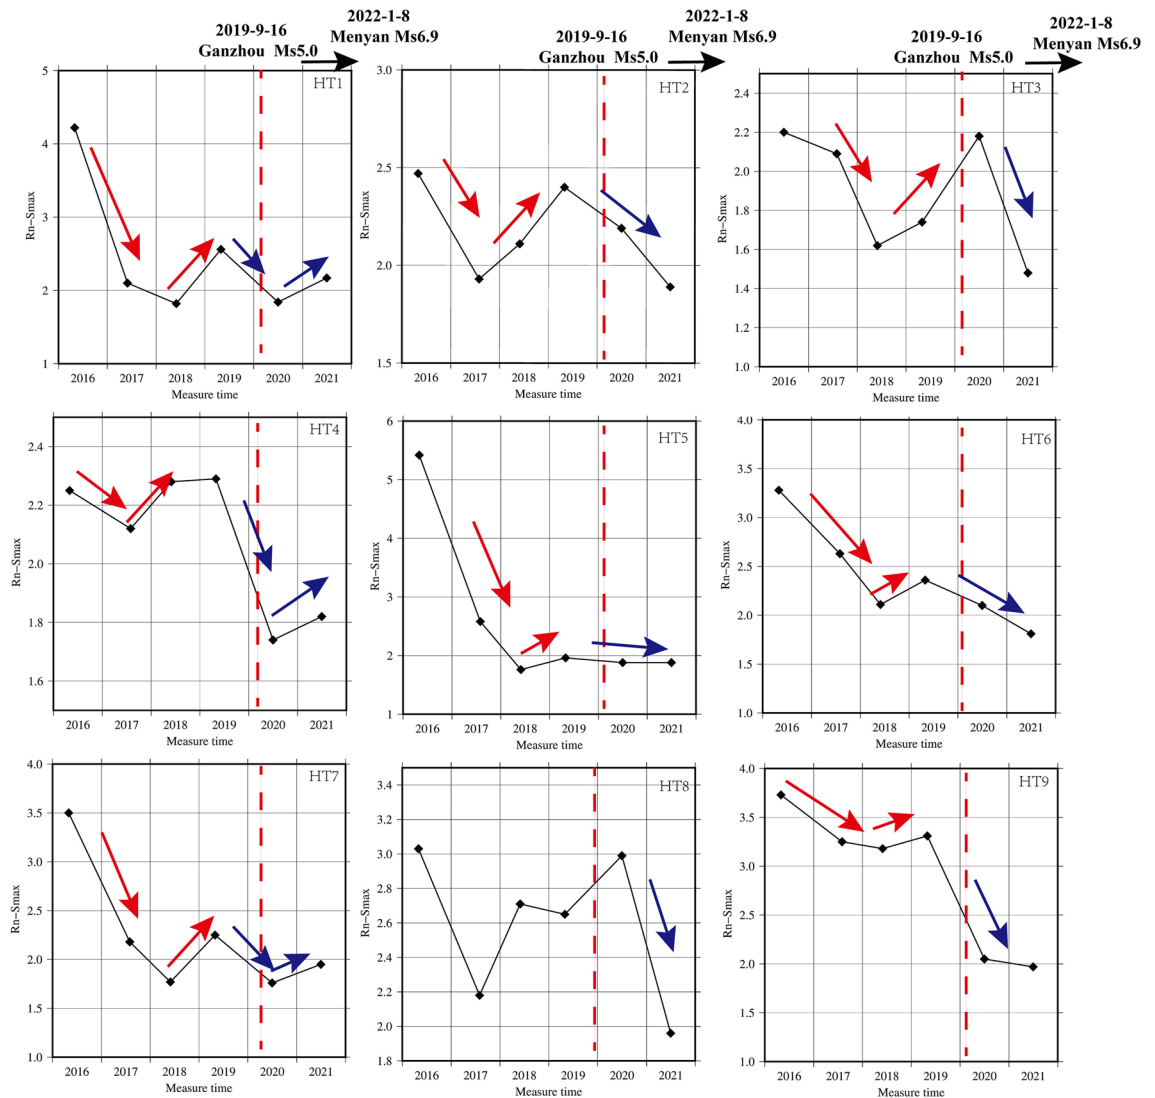 2019-9-16
Ganzhou Ms5.0
2022-1-8
Menyan Ms6.9
2019-9-16
Ganzhou Ms5.0
2022-1-8
Menyan Ms6.9
2019-9-16
Ganzhou Ms5.0
2022-1-8
Menyan Ms6.9
HT1
5
4
3
2
1
Rn-Smax
2016 2017 2018 2019 2020 2021
Measure time
HT2
3.0
2.5
2.0
1.5
Rn-Smax
2016 2017 2018 2019 2020 2021
Measure time
HT3
2.4
2.2
2.0
1.8
1.6
1.4
1.2
1.0
Rn-Smax
2016 2017 2018 2019 2020 2021
Measure time
HT4
2.4
2.2
2.0
1.8
1.6
Rn-Smax
2016 2017 2018 2019 2020 2021
Measure time
HT5
6
5
4
3
2
1
Rn-Smax
2016 2017 2018 2019 2020 2021
Measure time
HT6
4.0
3.5
3.0
2.5
2.0
1.5
1.0
Rn-Smax
2016 2017 2018 2019 2020 2021
Measure time
HT7
4.0
3.5
3.0
2.5
2.0
1.5
1.0
Rn-Smax
2016 2017 2018 2019 2020 2021
Measure time
HT8
3.4
3.2
3.0
2.8
2.6
2.4
2.2
2.0
1.8
Rn-Smax
2016 2017 2018 2019 2020 2021
Measure time
HT9
4.0
3.5
3.0
2.5
2.0
1.5
1.0
Rn-Smax
2016 2017 2018 2019 2020 2021
Measure time